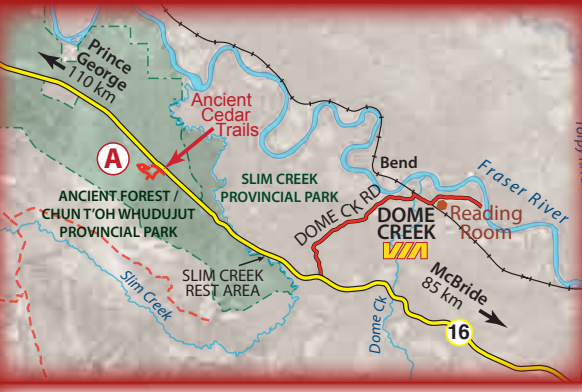 Prince
George
110 km
Ancient
Cedar
Trails
A
ANCIENT FOREST /
CHUN T'OH WHUDUJUT
PROVINCIAL PARK
SLIM CREEK
PROVINCIAL PARK
Bend
Fraser River
DOME CK RD
DOME
CREEK
VIA
Reading
Room
SLIM CREEK
REST AREA
Slim Creek
McBride
85 km
Dome Ck
16